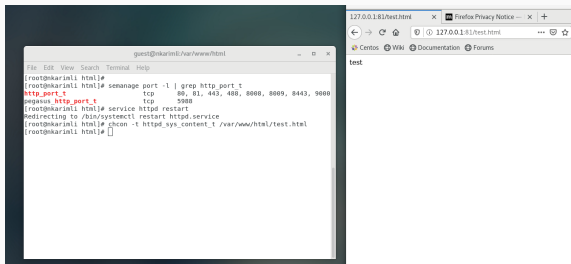 guest@nkarimli:/var/www/html
File Edit View Search Terminal Help
[root@nkarimli html]#
[root@nkarimli html]# semanage port -l | grep http_port_t
http_port_t tcp 80, 81, 443, 488, 8008, 8009, 8443, 9000
pegasus_http_port_t tcp 5988
[root@nkarimli html]# service httpd restart
Redirecting to /bin/systemctl restart httpd.service
[root@nkarimli html]# chcon -t httpd_sys_content_t /var/www/html/test.html
[root@nkarimli html]#
127.0.0.1:81/test.html
Firefox Privacy Notice —
127.0.0.1:81/test.html
Centos Wiki Documentation Forums
test